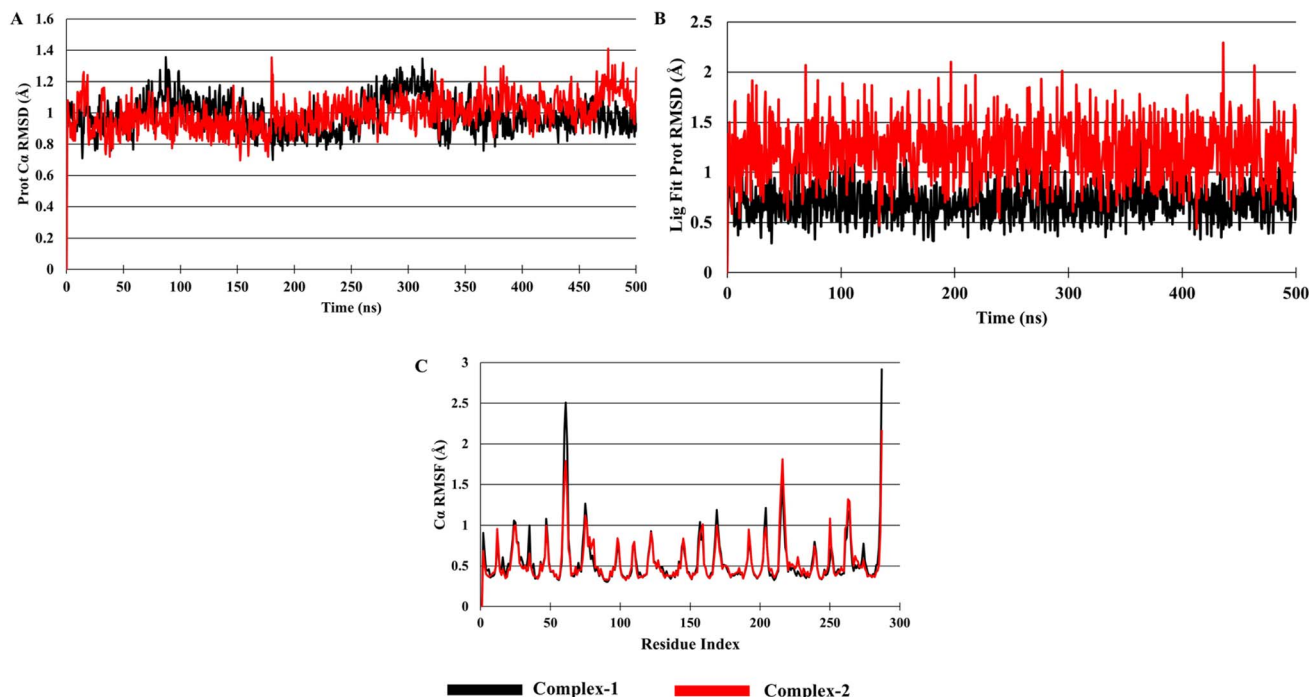 A
Prot Cα RMSD (Å)
1.6
1.4
1.2
1
0.8
0.6
0.4
0.2
0
0 50 100 150 200 250 300 350 400 450 500
Time (ns)
B
Lig Fit Prot RMSD (Å)
2.5
2
1.5
1
0.5
0
0 100 200 300 400 500
Time (ns)
C
Cα RMSF (Å)
3
2.5
2
1.5
1
0.5
0
0 50 100 150 200 250 300
Residue Index
Complex-1 Complex-2